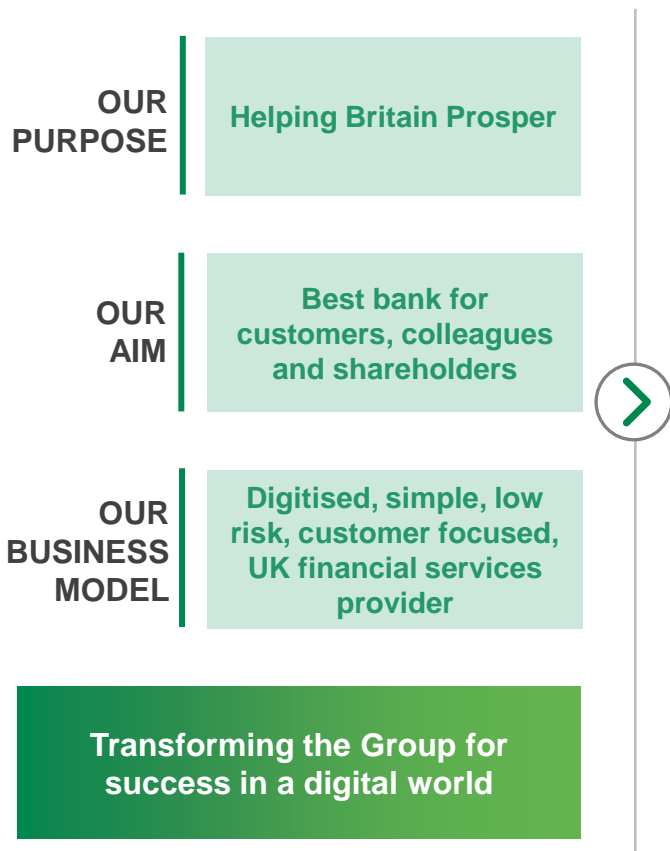 OUR
PURPOSE
Helping Britain Prosper
OUR
AIM
Best bank for
customers, colleagues
and shareholders
OUR
BUSINESS
MODEL
Digitised, simple, low
risk, customer focused,
UK financial services
provider
Transforming the Group for
success in a digital world